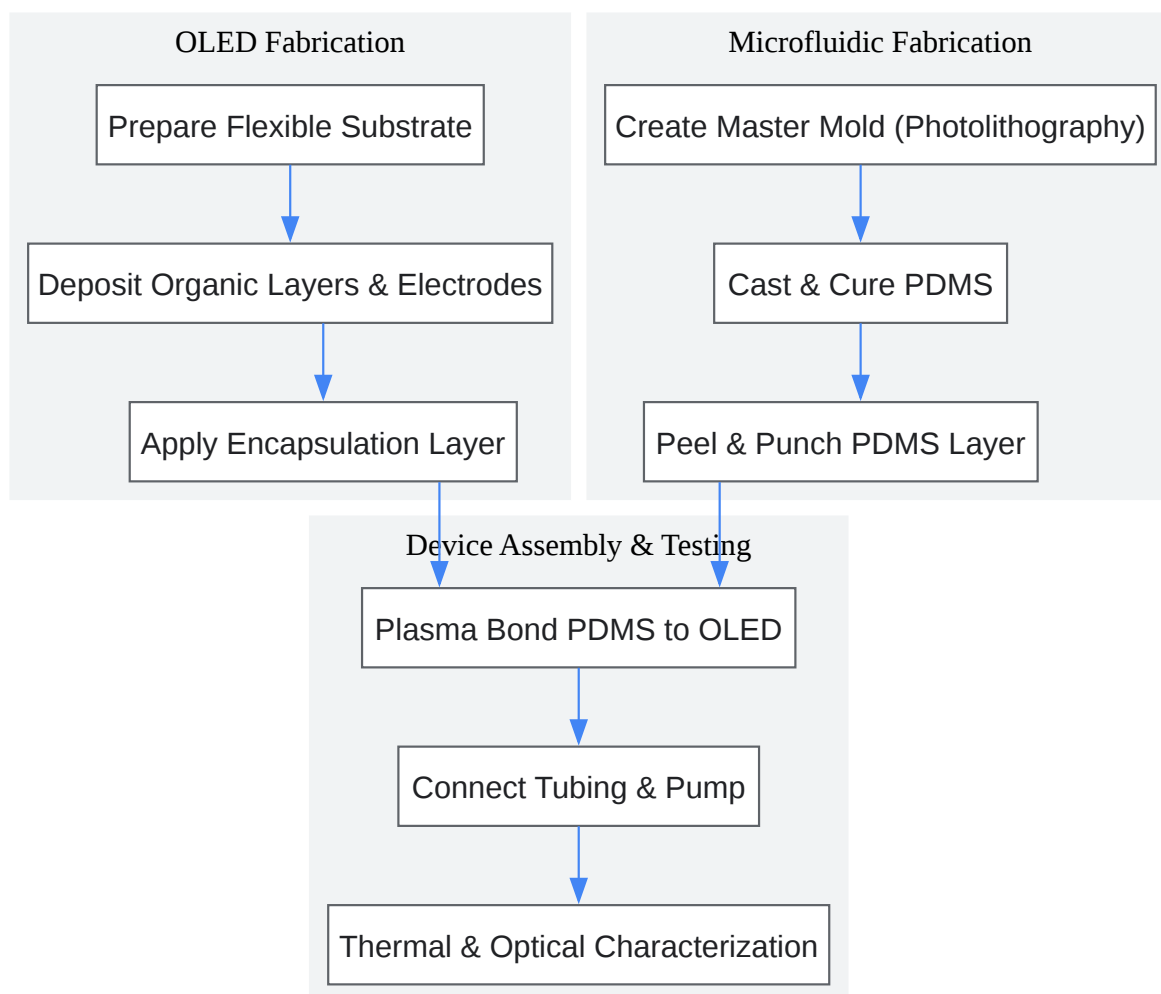 OLED Fabrication
Prepare Flexible Substrate
Deposit Organic Layers & Electrodes
Apply Encapsulation Layer
Microfluidic Fabrication
Create Master Mold (Photolithography)
Cast & Cure PDMS
Peel & Punch PDMS Layer
Device Assembly & Testing
Plasma Bond PDMS to OLED
Connect Tubing & Pump
Thermal & Optical Characterization